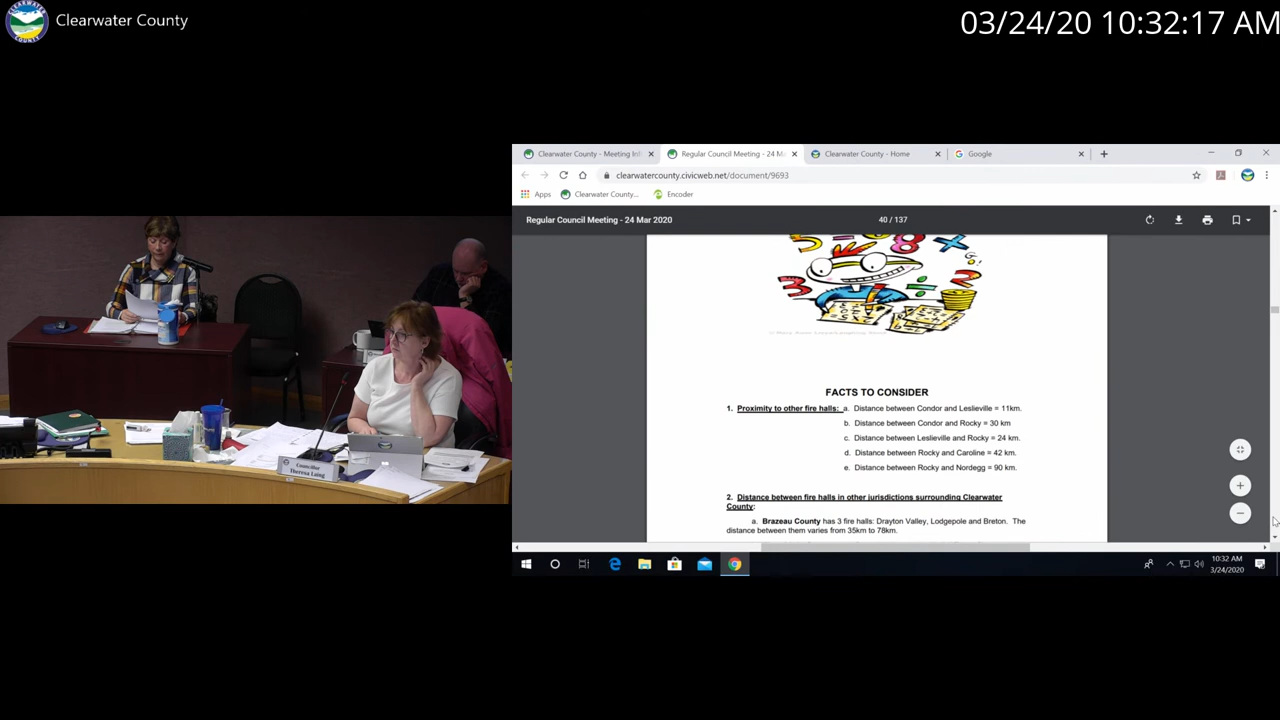 Clearwater County
03/24/20 10:32:17 AM
Clearwater County - Meeting Inf
Regular Council Meeting - 24 Ma
Clearwater County - Home
Google
clearwatercounty.civicweb.net/document/9693
Apps
Clearwater County...
Encoder
Regular Council Meeting - 24 Mar 2020
40 / 137
FACTS TO CONSIDER
1. Proximity to other fire halls: a. Distance between Condor and Leslieville = 11km.
b. Distance between Condor and Rocky = 30 km
c. Distance between Leslieville and Rocky = 24 km.
d. Distance between Rocky and Caroline = 42 km.
e. Distance between Rocky and Nordegg = 90 km.
2. Distance between fire halls in other jurisdictions surrounding Clearwater
County:
a. Brazeau County has 3 fire halls: Drayton Valley, Lodgepole and Breton. The
distance between them varies from 35km to 78km.
Councillor
Theresa Laing
10:32 AM
3/24/2020